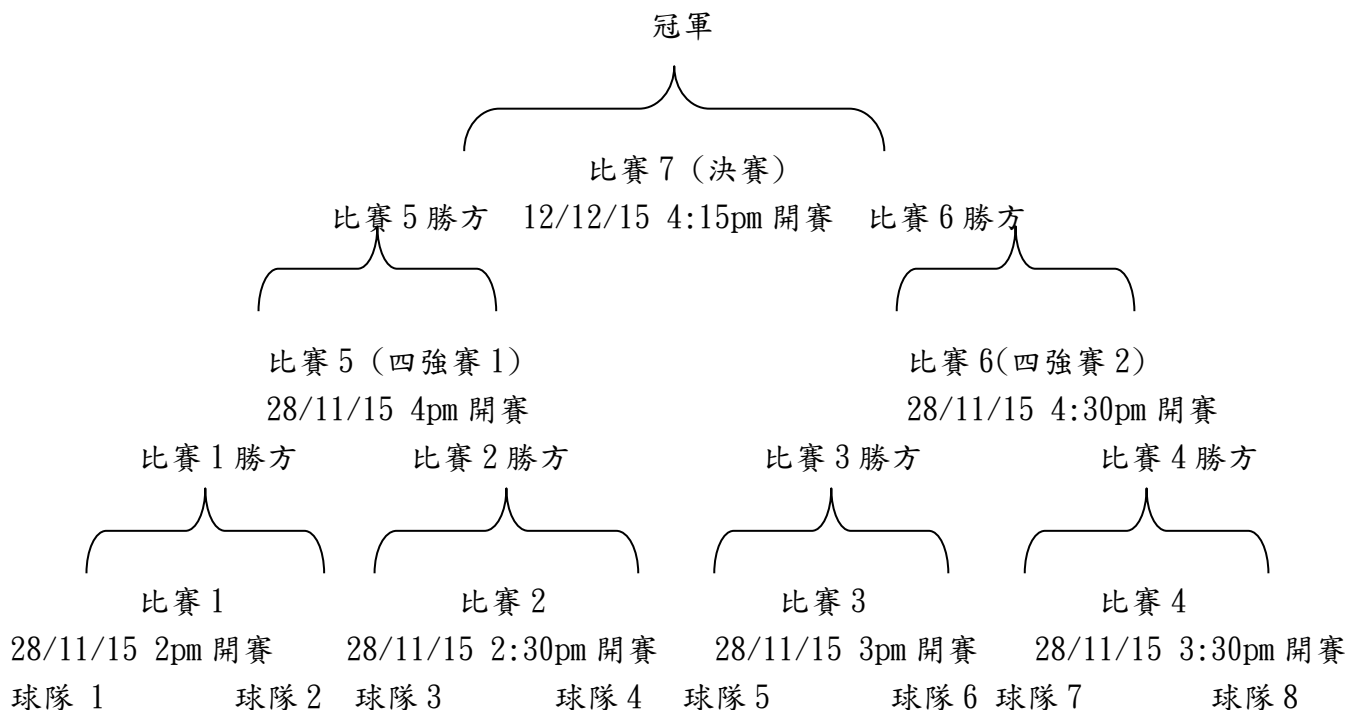 冠軍
比賽 7 (決賽)
比賽 5 勝方 12/12/15 4:15pm 開賽 比賽 6 勝方
比賽 5 (四強賽 1) 比賽 6(四強賽 2)
28/11/15 4pm 開賽 28/11/15 4:30pm 開賽
比賽 1 勝方 比賽 2 勝方 比賽 3 勝方 比賽 4 勝方
比賽 1 比賽 2 比賽 3 比賽 4
28/11/15 2pm 開賽 28/11/15 2:30pm 開賽 28/11/15 3pm 開賽 28/11/15 3:30pm 開賽
球隊 1 球隊 2 球隊 3 球隊 4 球隊 5 球隊 6 球隊 7 球隊 8